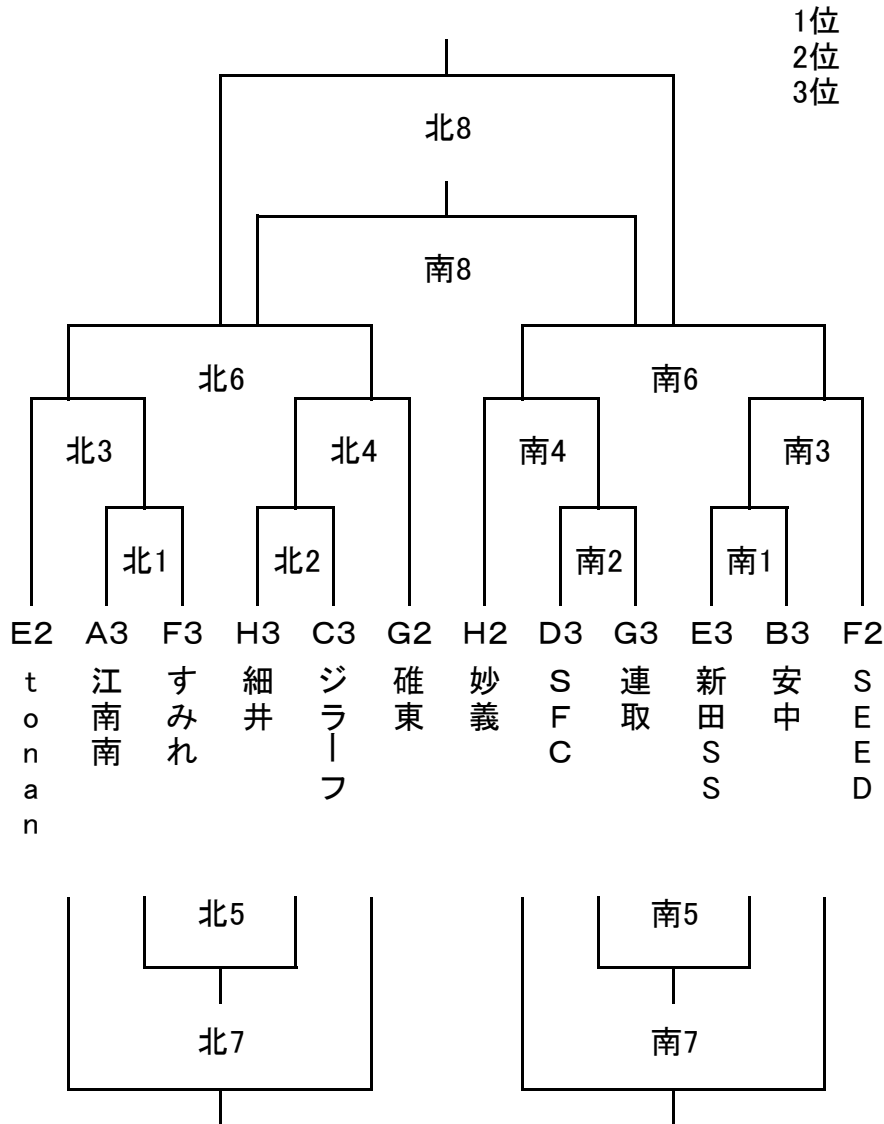 1位
2位
3位
北8
南8
北6 南6
北3 北4 南4 南3
北1 北2 南2 南1
E2 A3 F3 H3 C3 G2 H2 D3 G3 E3 B3 F2
tonan
江南南
すみれ
細井
ジラーフ
碓東
妙義
SFC
連取
新田SS
安中
SEED
北5 南5
北7 南7